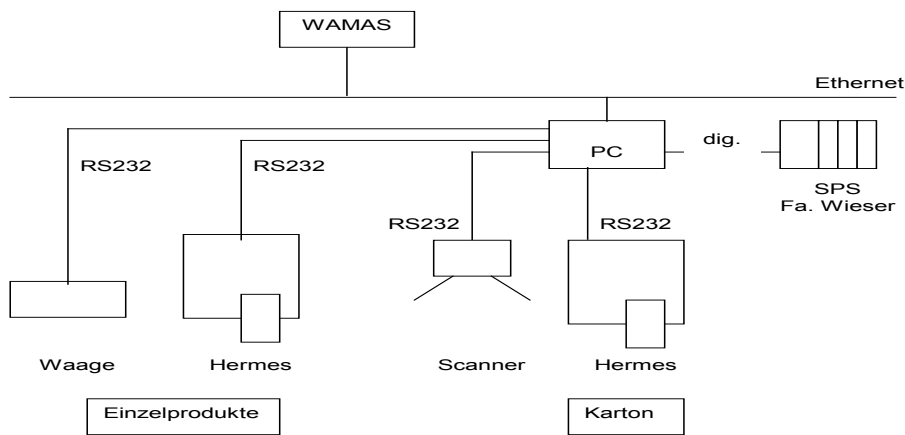 WAMAS
Ethernet
PC
dig.
SPS
Fa. Wieser
RS232
RS232
RS232
RS232
Waage
Hermes
Scanner
Hermes
Einzelprodukte
Karton